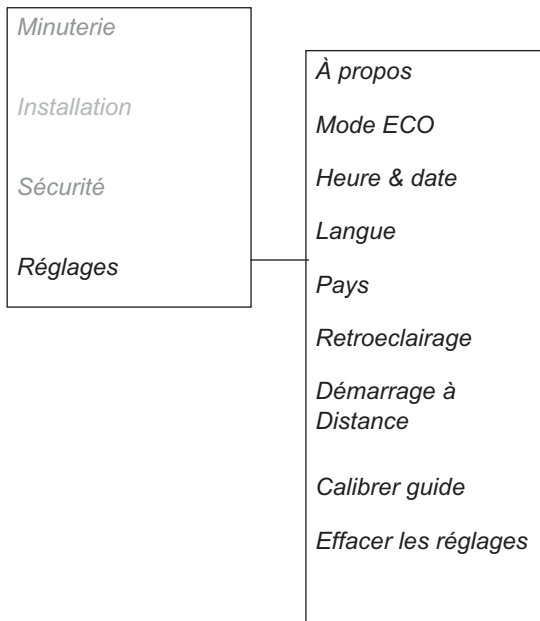 Minuterie
Installation
Sécurité
Réglages
À propos
Mode ECO
Heure & date
Langue
Pays
Retroeclairage
Démarrage à
Distance
Calibrer guide
Effacer les réglages